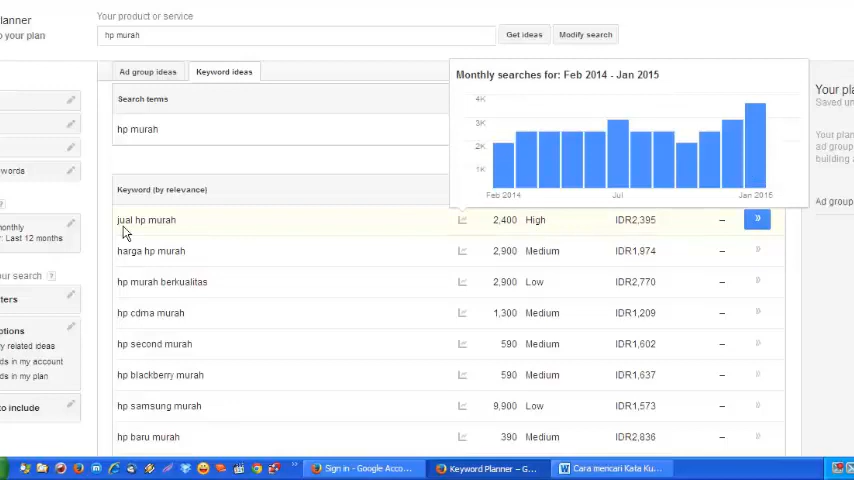 lanner
o your plan
Your product or service
hp murah
Get ideas
Modify search
Ad group ideas
Keyword ideas
Monthly searches for: Feb 2014 - Jan 2015
4K
3K
2K
1K
Feb 2014
Jul
Jan 2015
Search terms
hp murah
Keyword (by relevance)
jual hp murah 2,400 High IDR2,395 –
harga hp murah 2,900 Medium IDR1,974 –
hp murah berkualitas 2,900 Low IDR2,770 –
hp cdma murah 1,300 Medium IDR1,209 –
hp second murah 590 Medium IDR1,602 –
hp blackberry murah 590 Medium IDR1,637 –
hp samsung murah 9,900 Low IDR1,573 –
hp baru murah 390 Medium IDR2,836 –
words
?
monthly
: Last 12 months
our search ?
ters
ptions
y related ideas
ds in my account
ds in my plan
to include
Your pla
Saved un
Your plan
ad group
building a
Ad group
Sign in - Google Acco...
Keyword Planner – G...
Cara mencari Kata Ku...